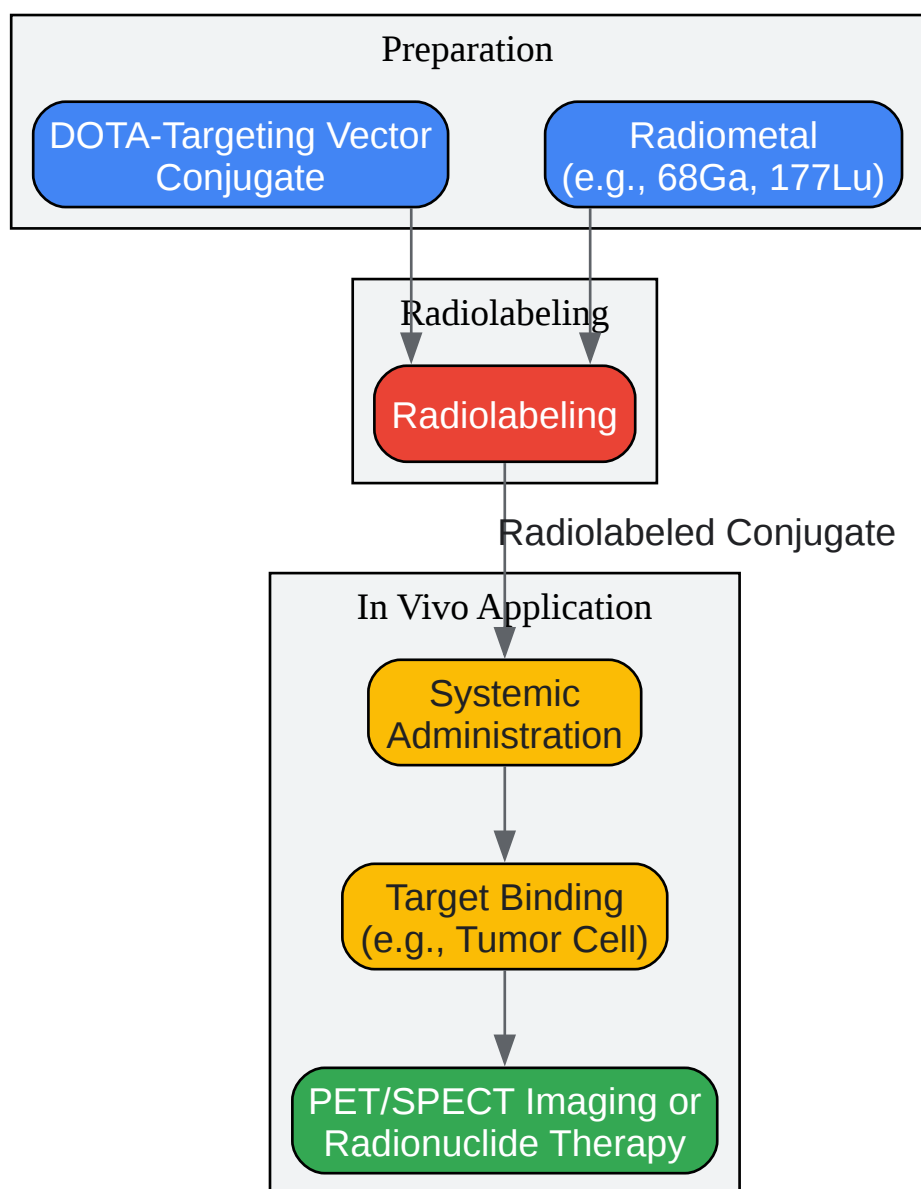 Preparation
DOTA-Targeting Vector
Conjugate
Radiometal
(e.g., 68Ga, 177Lu)
Radiolabeling
Radiolabeling
Radiolabeled Conjugate
In Vivo Application
Systemic
Administration
Target Binding
(e.g., Tumor Cell)
PET/SPECT Imaging or
Radionuclide Therapy